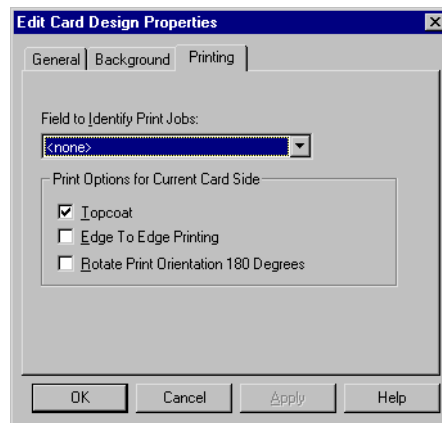 Edit Card Design Properties
General Background Printing
Field to Identify Print Jobs:
<none>
Print Options for Current Card Side
Topcoat
Edge To Edge Printing
Rotate Print Orientation 180 Degrees
OK Cancel Apply Help